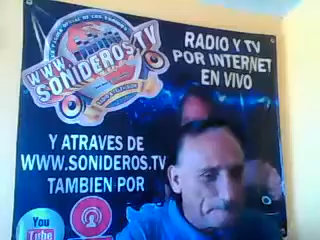 WWW.
SONIDEROS.TV
RADIO Y TV
POR INTERNET
EN VIVO
Y ATRAVES DE
WWW.SONIDEROS.TV
TAMBIEN POR
You
Tube